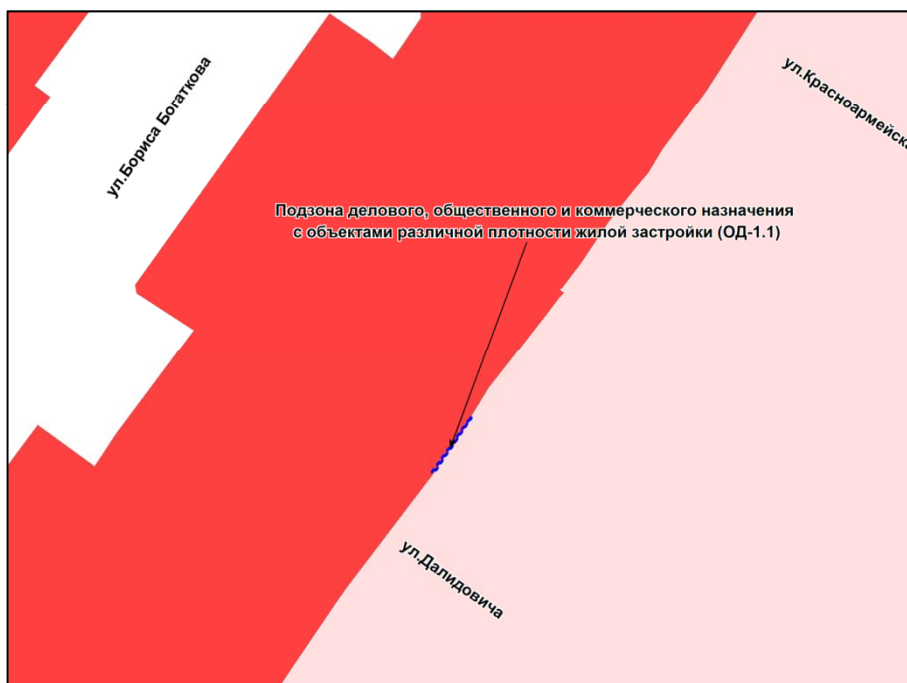 ул.Бориса Богаткова
ул.Красноармейска
Подзона делового, общественного и коммерческого назначения
с объектами различной плотности жилой застройки (ОД-1.1)
ул.Далидовича